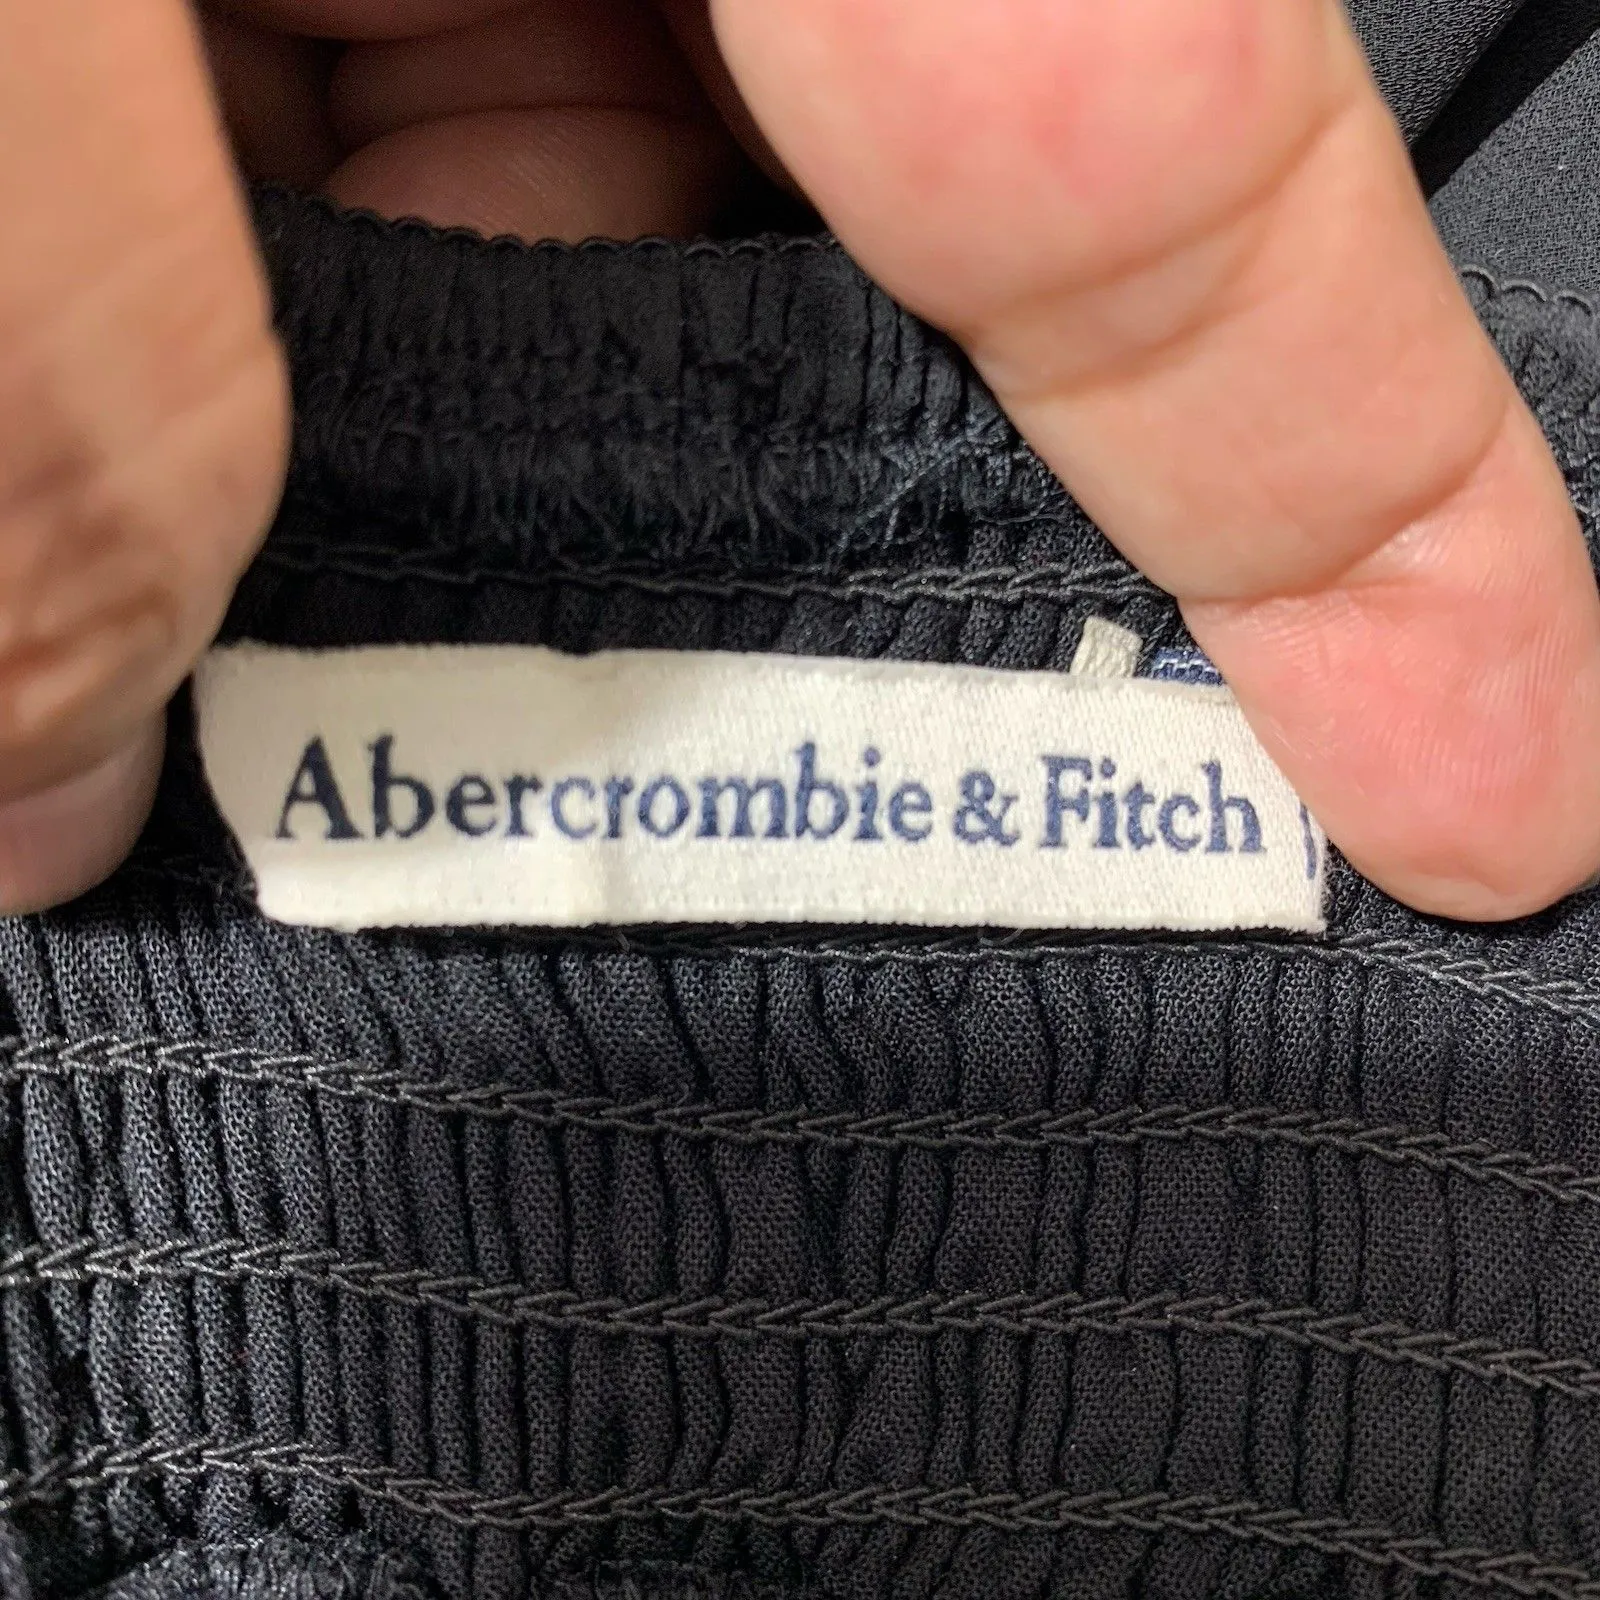 Abercrombie & Fitch